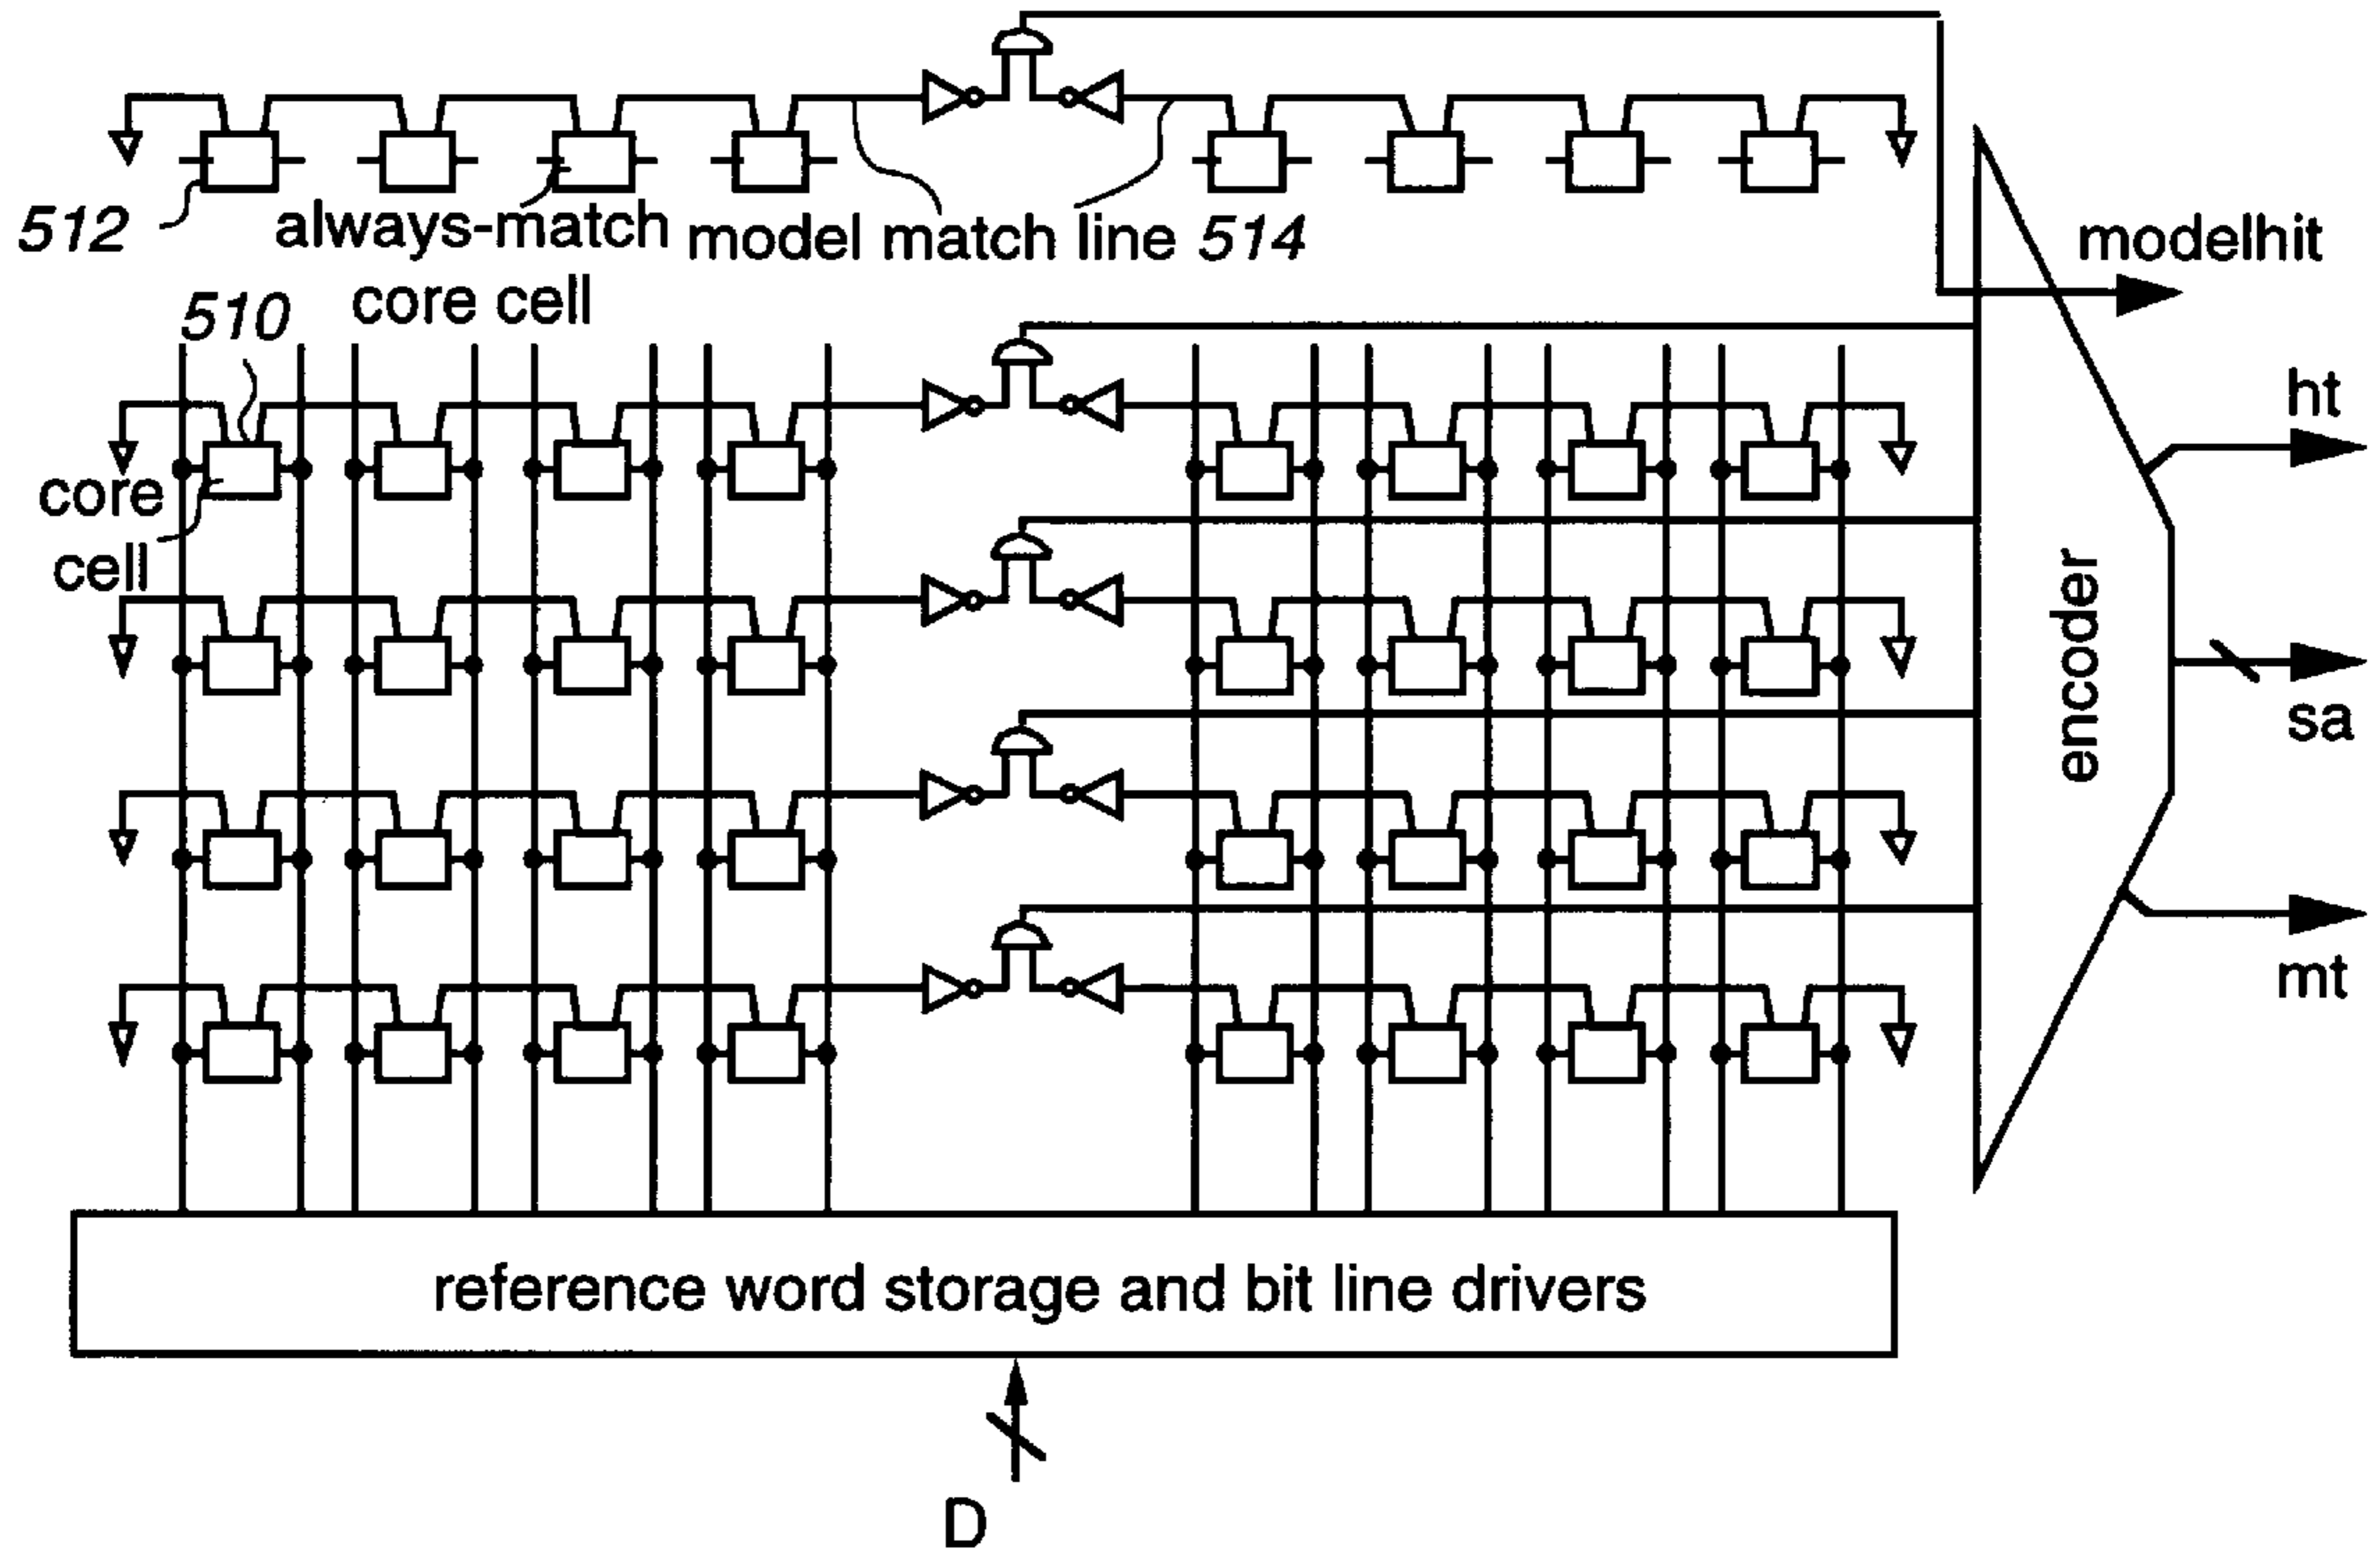 512
always-match
core cell
model match line 514
modelhit
510
ht
core
cell
encoder
sa
mt
reference word storage and bit line drivers
D